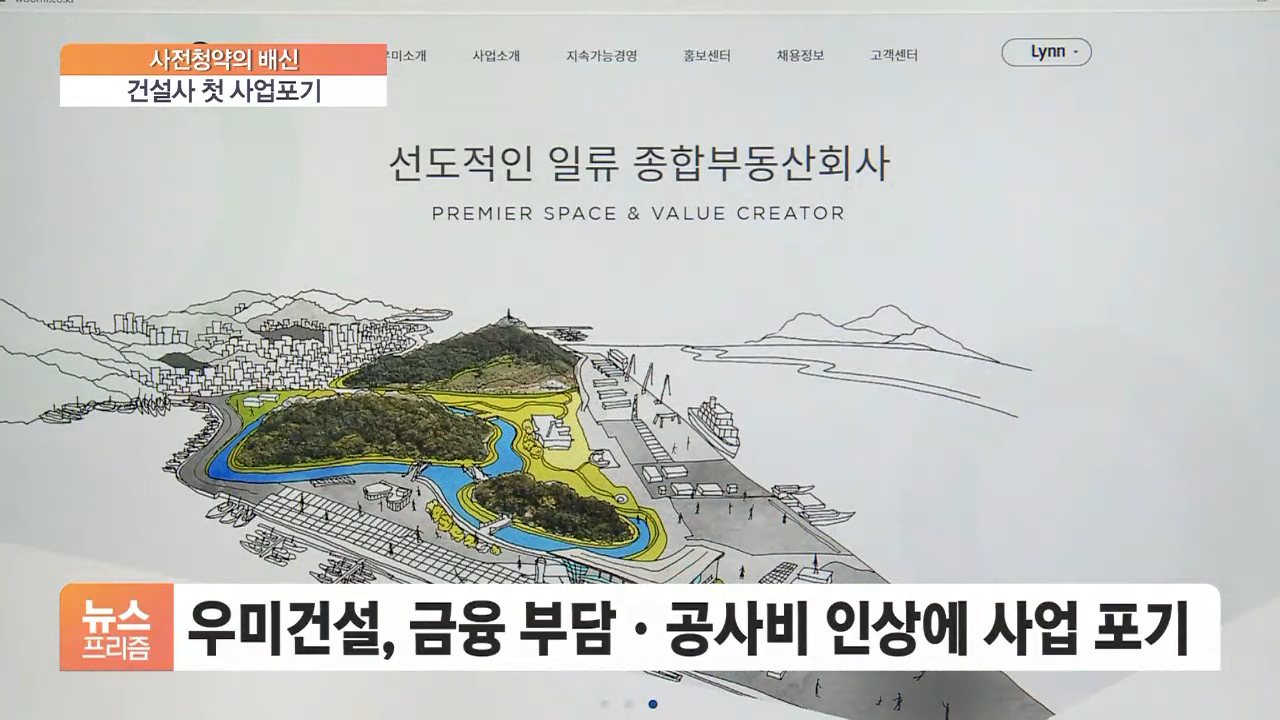 사전청약의 배신
건설사 첫 사업포기
우미소개 사업소개 지속가능경영 홍보센터 채용정보 고객센터 Lynn
선도적인 일류 종합부동산회사
PREMIER SPACE & VALUE CREATOR
뉴스
프리즘
우미건설, 금융 부담·공사비 인상에 사업 포기